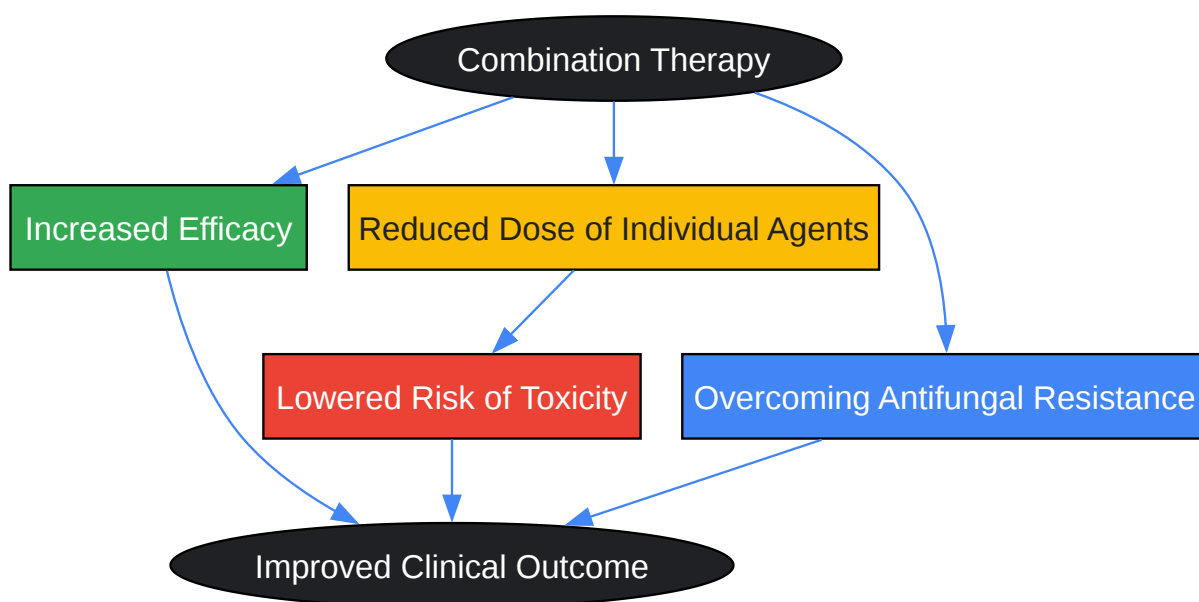 Combination Therapy
Increased Efficacy
Reduced Dose of Individual Agents
Lowered Risk of Toxicity
Overcoming Antifungal Resistance
Improved Clinical Outcome